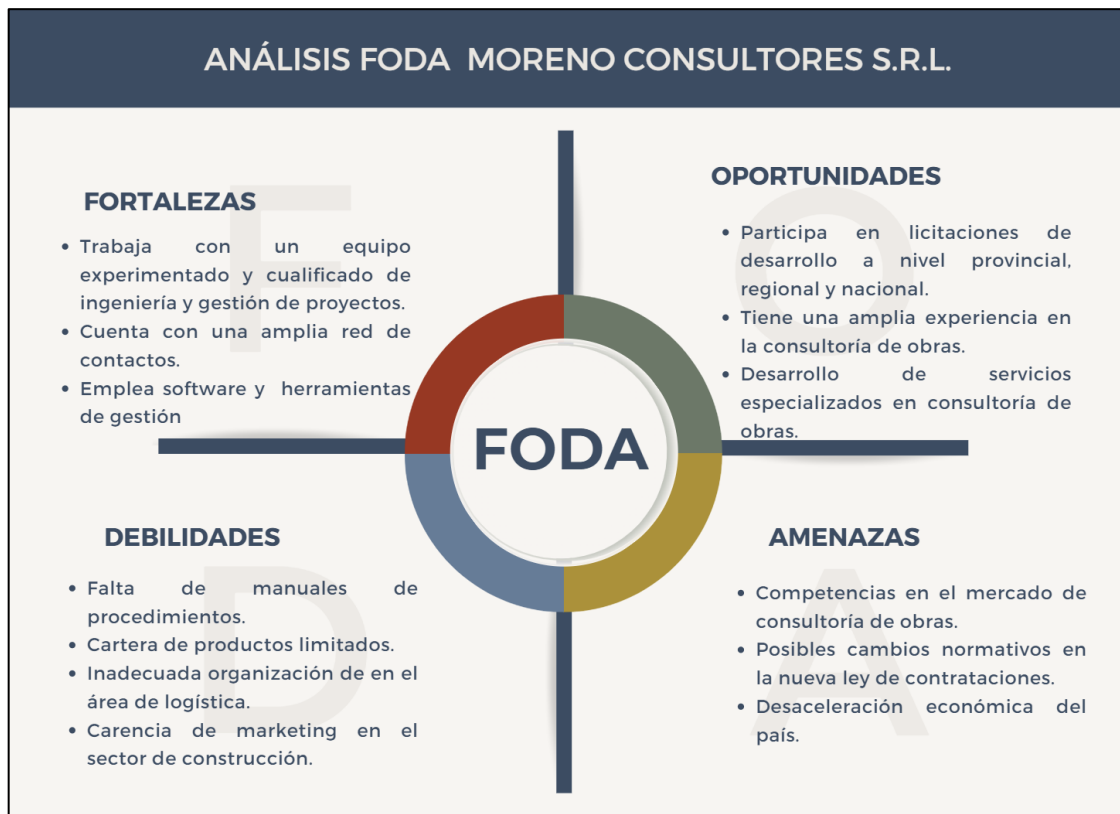 ANÁLISIS FODA MORENO CONSULTORES S.R.L.
FORTALEZAS
• Trabaja con un equipo
experimentado y cualificado de
ingeniería y gestión de proyectos.
• Cuenta con una amplia red de
contactos.
• Emplea software y herramientas
de gestión
F
OPORTUNIDADES
• Participa en licitaciones de
desarrollo a nivel provincial,
regional y nacional.
• Tiene una amplia experiencia en
la consultoría de obras.
• Desarrollo de servicios
especializados en consultoría de
obras.
O
FODA
DEBILIDADES
• Falta de manuales de
procedimientos.
• Cartera de productos limitados.
• Inadecuada organización de en el
área de logística.
• Carencia de marketing en el
sector de construcción.
D
AMENAZAS
• Competencias en el mercado de
consultoría de obras.
• Posibles cambios normativos en
la nueva ley de contrataciones.
• Desaceleración económica del
país.
A